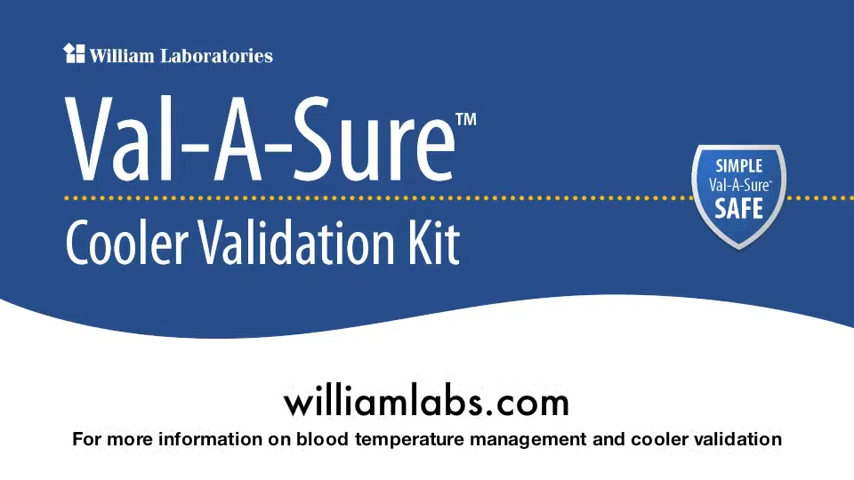 William Laboratories
Val-A-Sure™
SIMPLE
Val-A-Sure™
SAFE
Cooler Validation Kit
williamlabs.com
For more information on blood temperature management and cooler validation